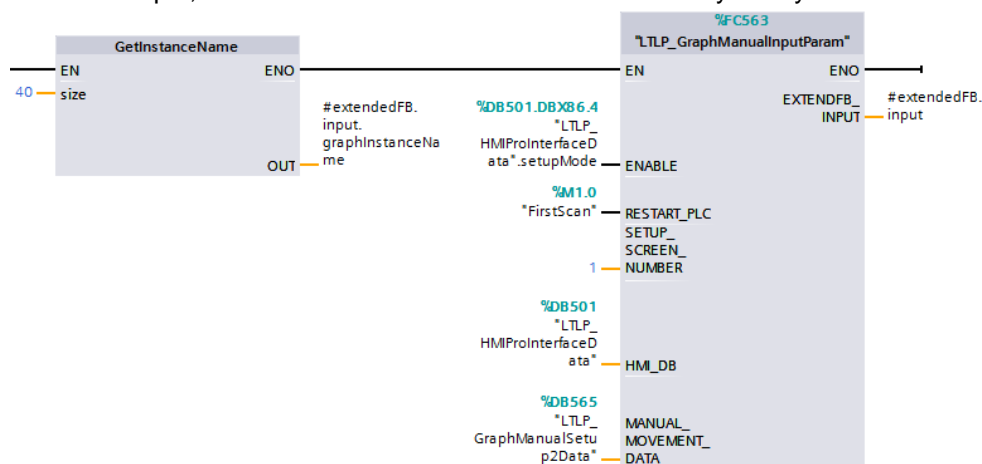 %FC563
GetInstanceName
"LTLP_GraphManualInputParam"
EN
ENO
EN
ENO
40
size
#extendedFB.
input.
graphInstanceNa
me
OUT
%DB501.DBX86.4
"LTLP_
HMIProInterfaceD
ata".setupMode
ENABLE
EXTENDFB_
INPUT
#extendedFB.
input
%M1.0
"FirstScan"
RESTART_PLC
SETUP_
SCREEN_
1
NUMBER
%DB501
"LTLP_
HMIProInterfaceD
ata"
HMI_DB
%DB565
"LTLP_
GraphManualSetu
p2Data"
MANUAL_
MOVEMENT_
DATA